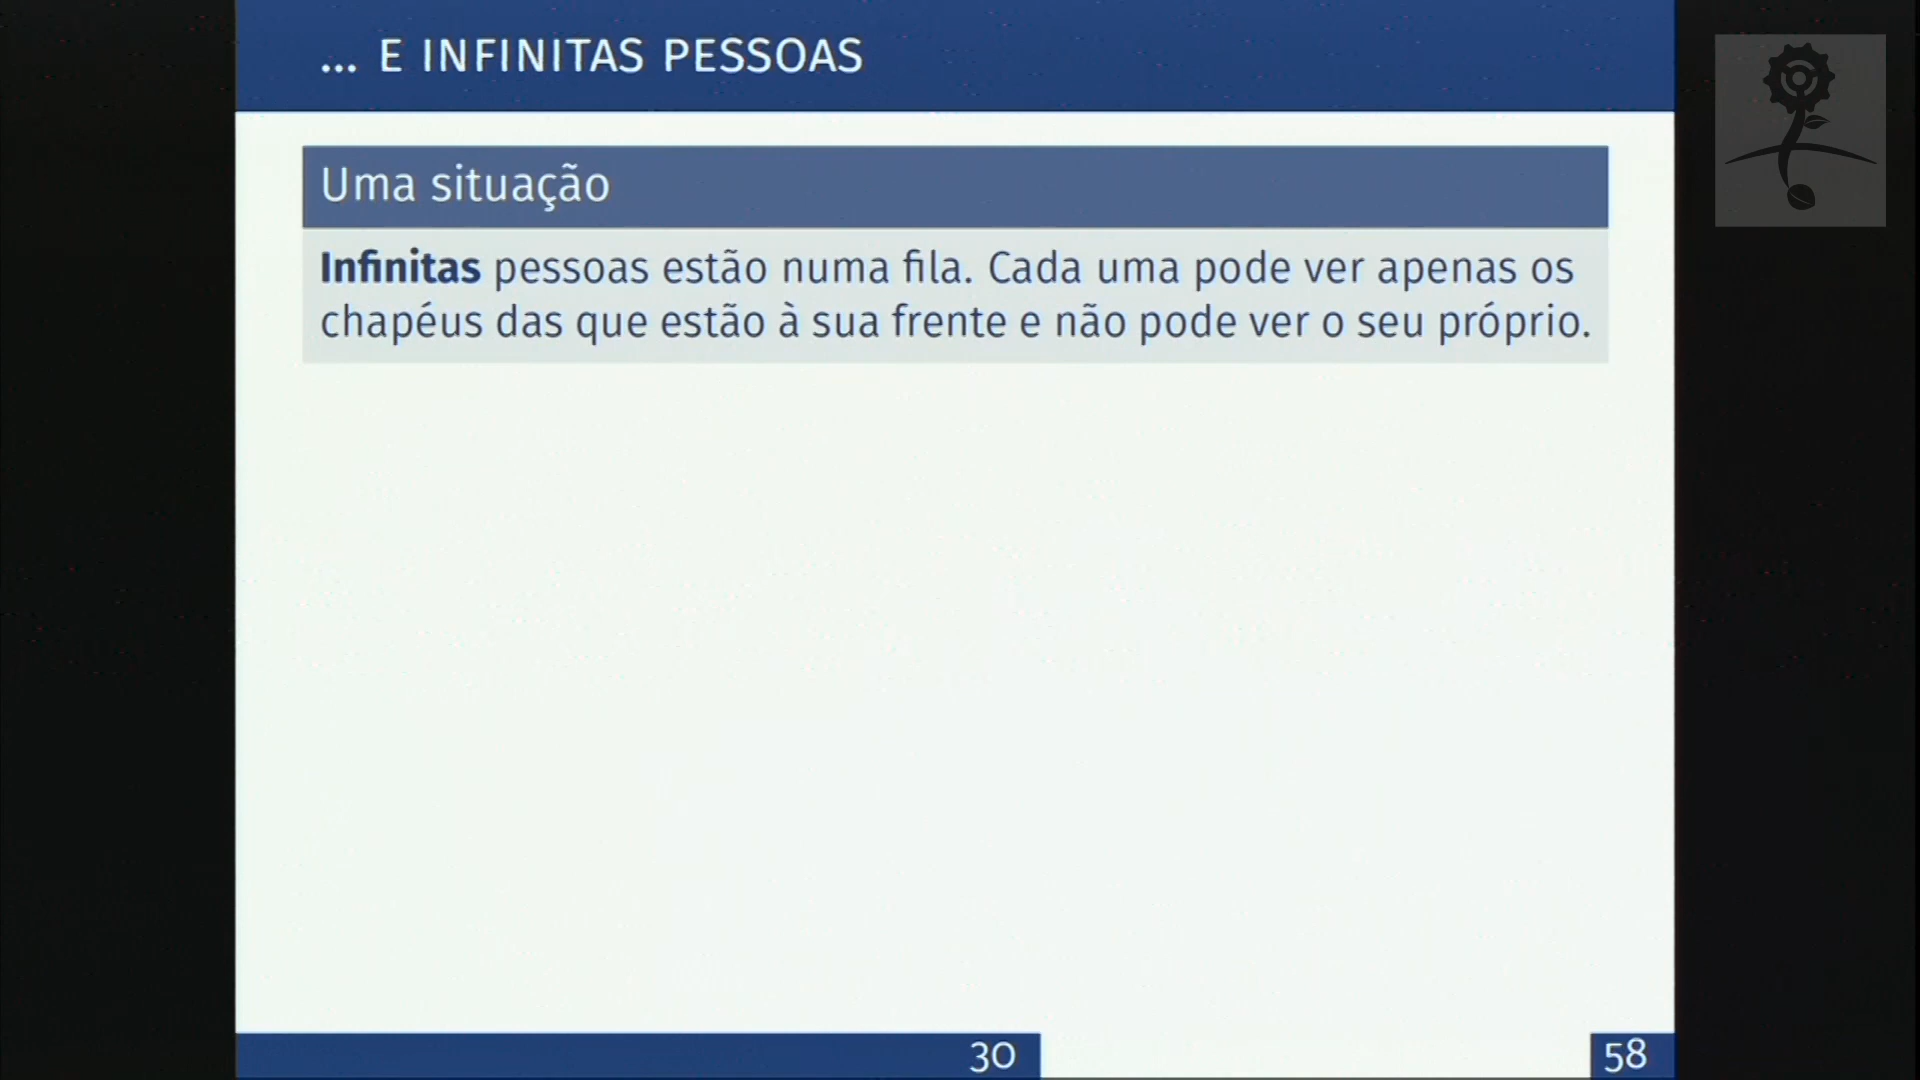 ... E INFINITAS PESSOAS
Uma situação
Infinitas pessoas estão numa fila. Cada uma pode ver apenas os
chapéus das que estão à sua frente e não pode ver o seu próprio.
30
58